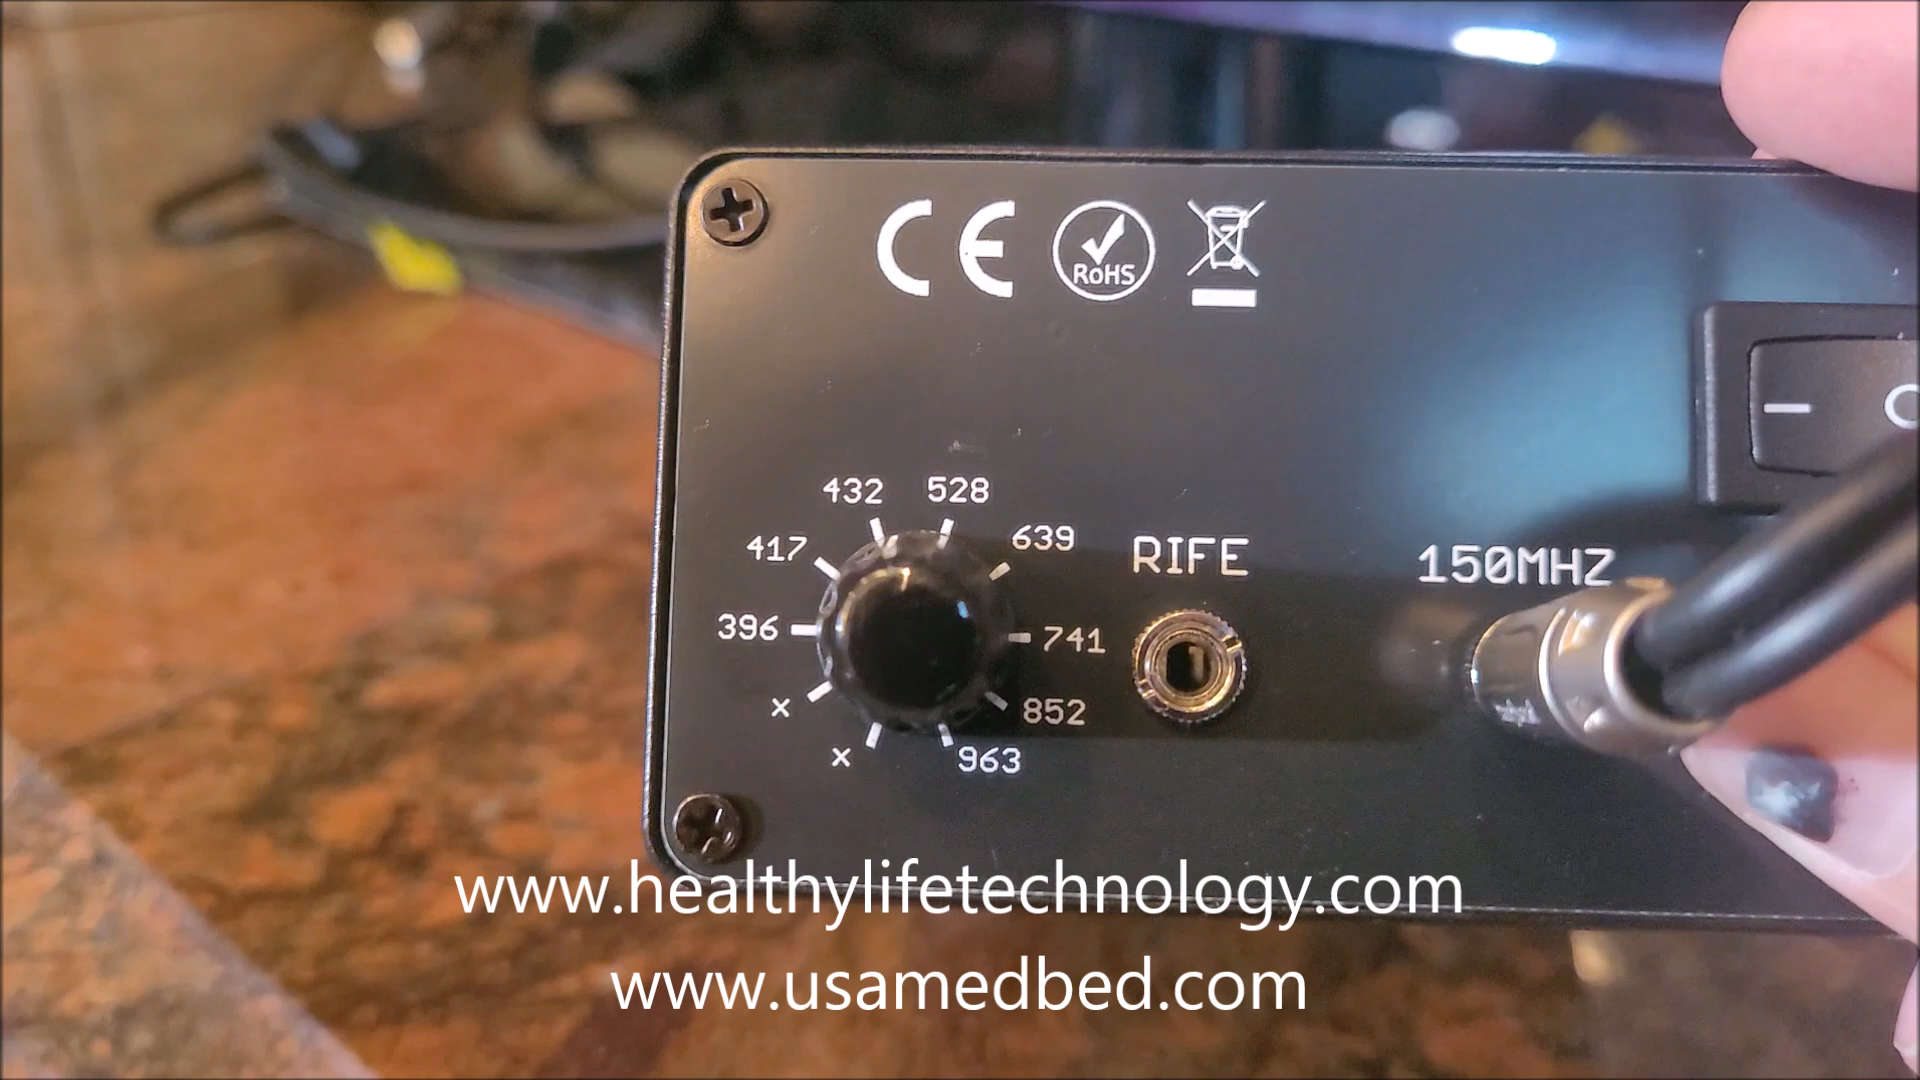 CE RoHS
432 528
417 639
RIFE 150MHZ
396 741
x 852
x 963
www.healthylifetechnology.com
www.usamedbed.com